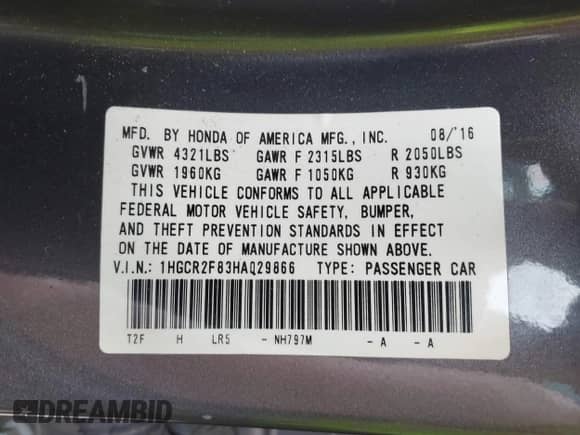 MFD. BY HONDA OF AMERICA MFG., INC. 08/'16
GVWR 4321LBS GAWR F 2315LBS R 2050LBS
GVWR 1960KG GAWR F 1050KG R 930KG
THIS VEHICLE CONFORMS TO ALL APPLICABLE
FEDERAL MOTOR VEHICLE SAFETY, BUMPER,
AND THEFT PREVENTION STANDARDS IN EFFECT
ON THE DATE OF MANUFACTURE SHOWN ABOVE.
V.I.N.: 1HGCR2F83HA029866 TYPE: PASSENGER CAR
T2F H LR5 - NH797M - A - A
DREAMBID